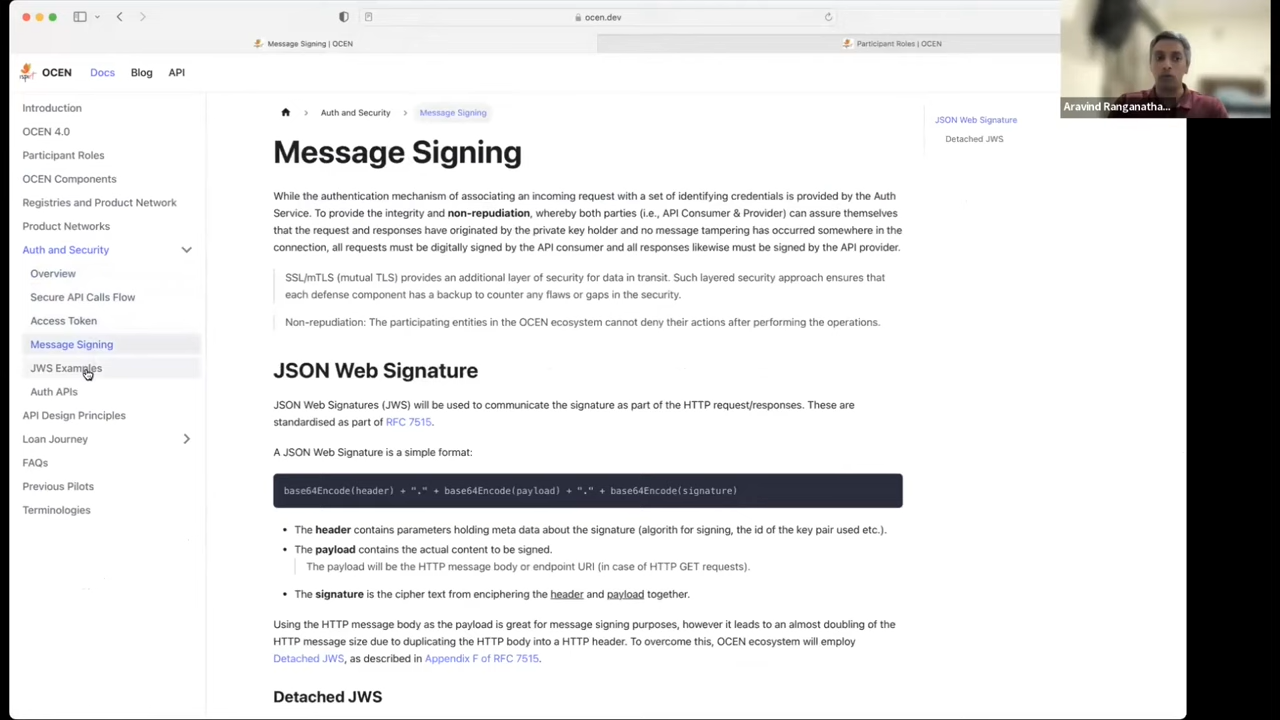 ocen.dev
Message Signing | OCEN
Participant Roles | OCEN
Aravind Ranganatha...
OCEN Docs Blog API
Introduction
OCEN 4.0
Participant Roles
OCEN Components
Registries and Product Network
Product Networks
Auth and Security
Overview
Secure API Calls Flow
Access Token
Message Signing
JWS Examples
Auth APIs
API Design Principles
Loan Journey
FAQs
Previous Pilots
Terminologies
Auth and Security
Message Signing
Message Signing
While the authentication mechanism of associating an incoming request with a set of identifying credentials is provided by the Auth
Service. To provide the integrity and non-repudiation, whereby both parties (i.e., API Consumer & Provider) can assure themselves
that the request and responses have originated by the private key holder and no message tampering has occurred somewhere in the
connection, all requests must be digitally signed by the API consumer and all responses likewise must be signed by the API provider.
SSL/mTLS (mutual TLS) provides an additional layer of security for data in transit. Such layered security approach ensures that
each defense component has a backup to counter any flaws or gaps in the security.
Non-repudiation: The participating entities in the OCEN ecosystem cannot deny their actions after performing the operations.
JSON Web Signature
JSON Web Signatures (JWS) will be used to communicate the signature as part of the HTTP request/responses. These are
standardised as part of RFC 7515.
A JSON Web Signature is a simple format:
base64Encode(header) + "." + base64Encode(payload) + "." + base64Encode(signature)
• The header contains parameters holding meta data about the signature (algorith for signing, the id of the key pair used etc.).
• The payload contains the actual content to be signed.
The payload will be the HTTP message body or endpoint URI (in case of HTTP GET requests).
• The signature is the cipher text from enciphering the header and payload together.
Using the HTTP message body as the payload is great for message signing purposes, however it leads to an almost doubling of the
HTTP message size due to duplicating the HTTP body into a HTTP header. To overcome this, OCEN ecosystem will employ
Detached JWS, as described in Appendix F of RFC 7515.
Detached JWS
JSON Web Signature
Detached JWS